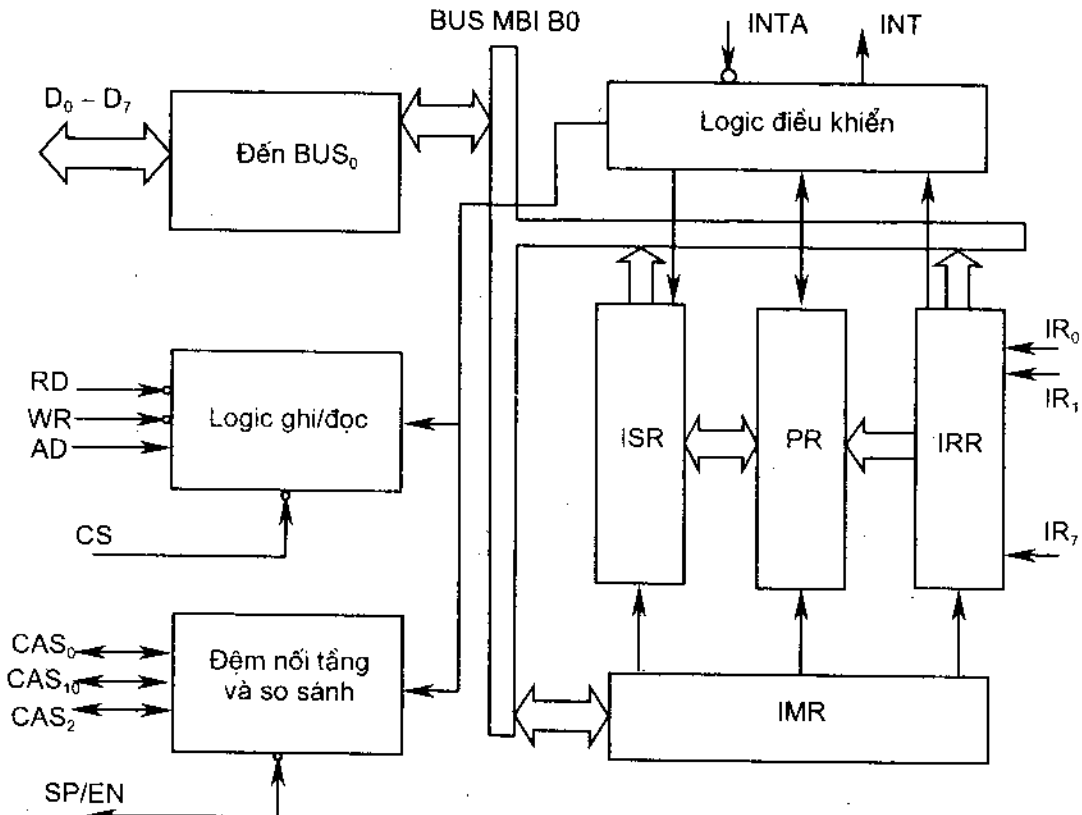 BUS MBI B0
INTA
INT
D₀ – D₇
Đến BUS₀
Logic điều khiển
RD
WR
AD
Logic ghi/đọc
CS
ISR
PR
IRR
IR₀
IR₁
IR₇
CAS₀
CAS₁₀
CAS₂
Đệm nối tầng
và so sánh
IMR
SP/EN